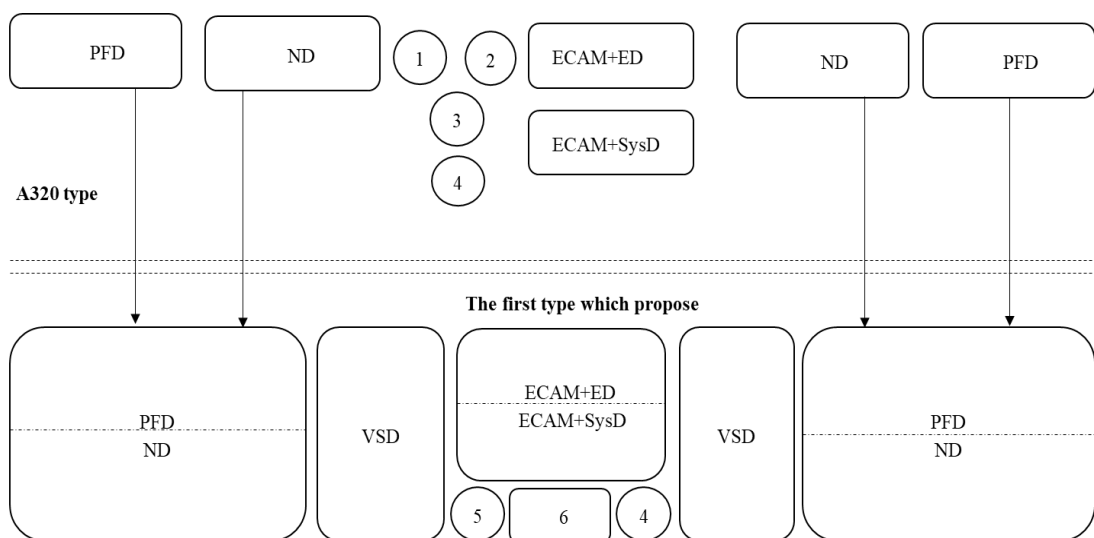 PFD
ND
1
2
ECAM+ED
ND
PFD
3
ECAM+SysD
4
A320 type
The first type which propose
PFD
ND
VSD
ECAM+ED
ECAM+SysD
VSD
PFD
ND
5
6
4